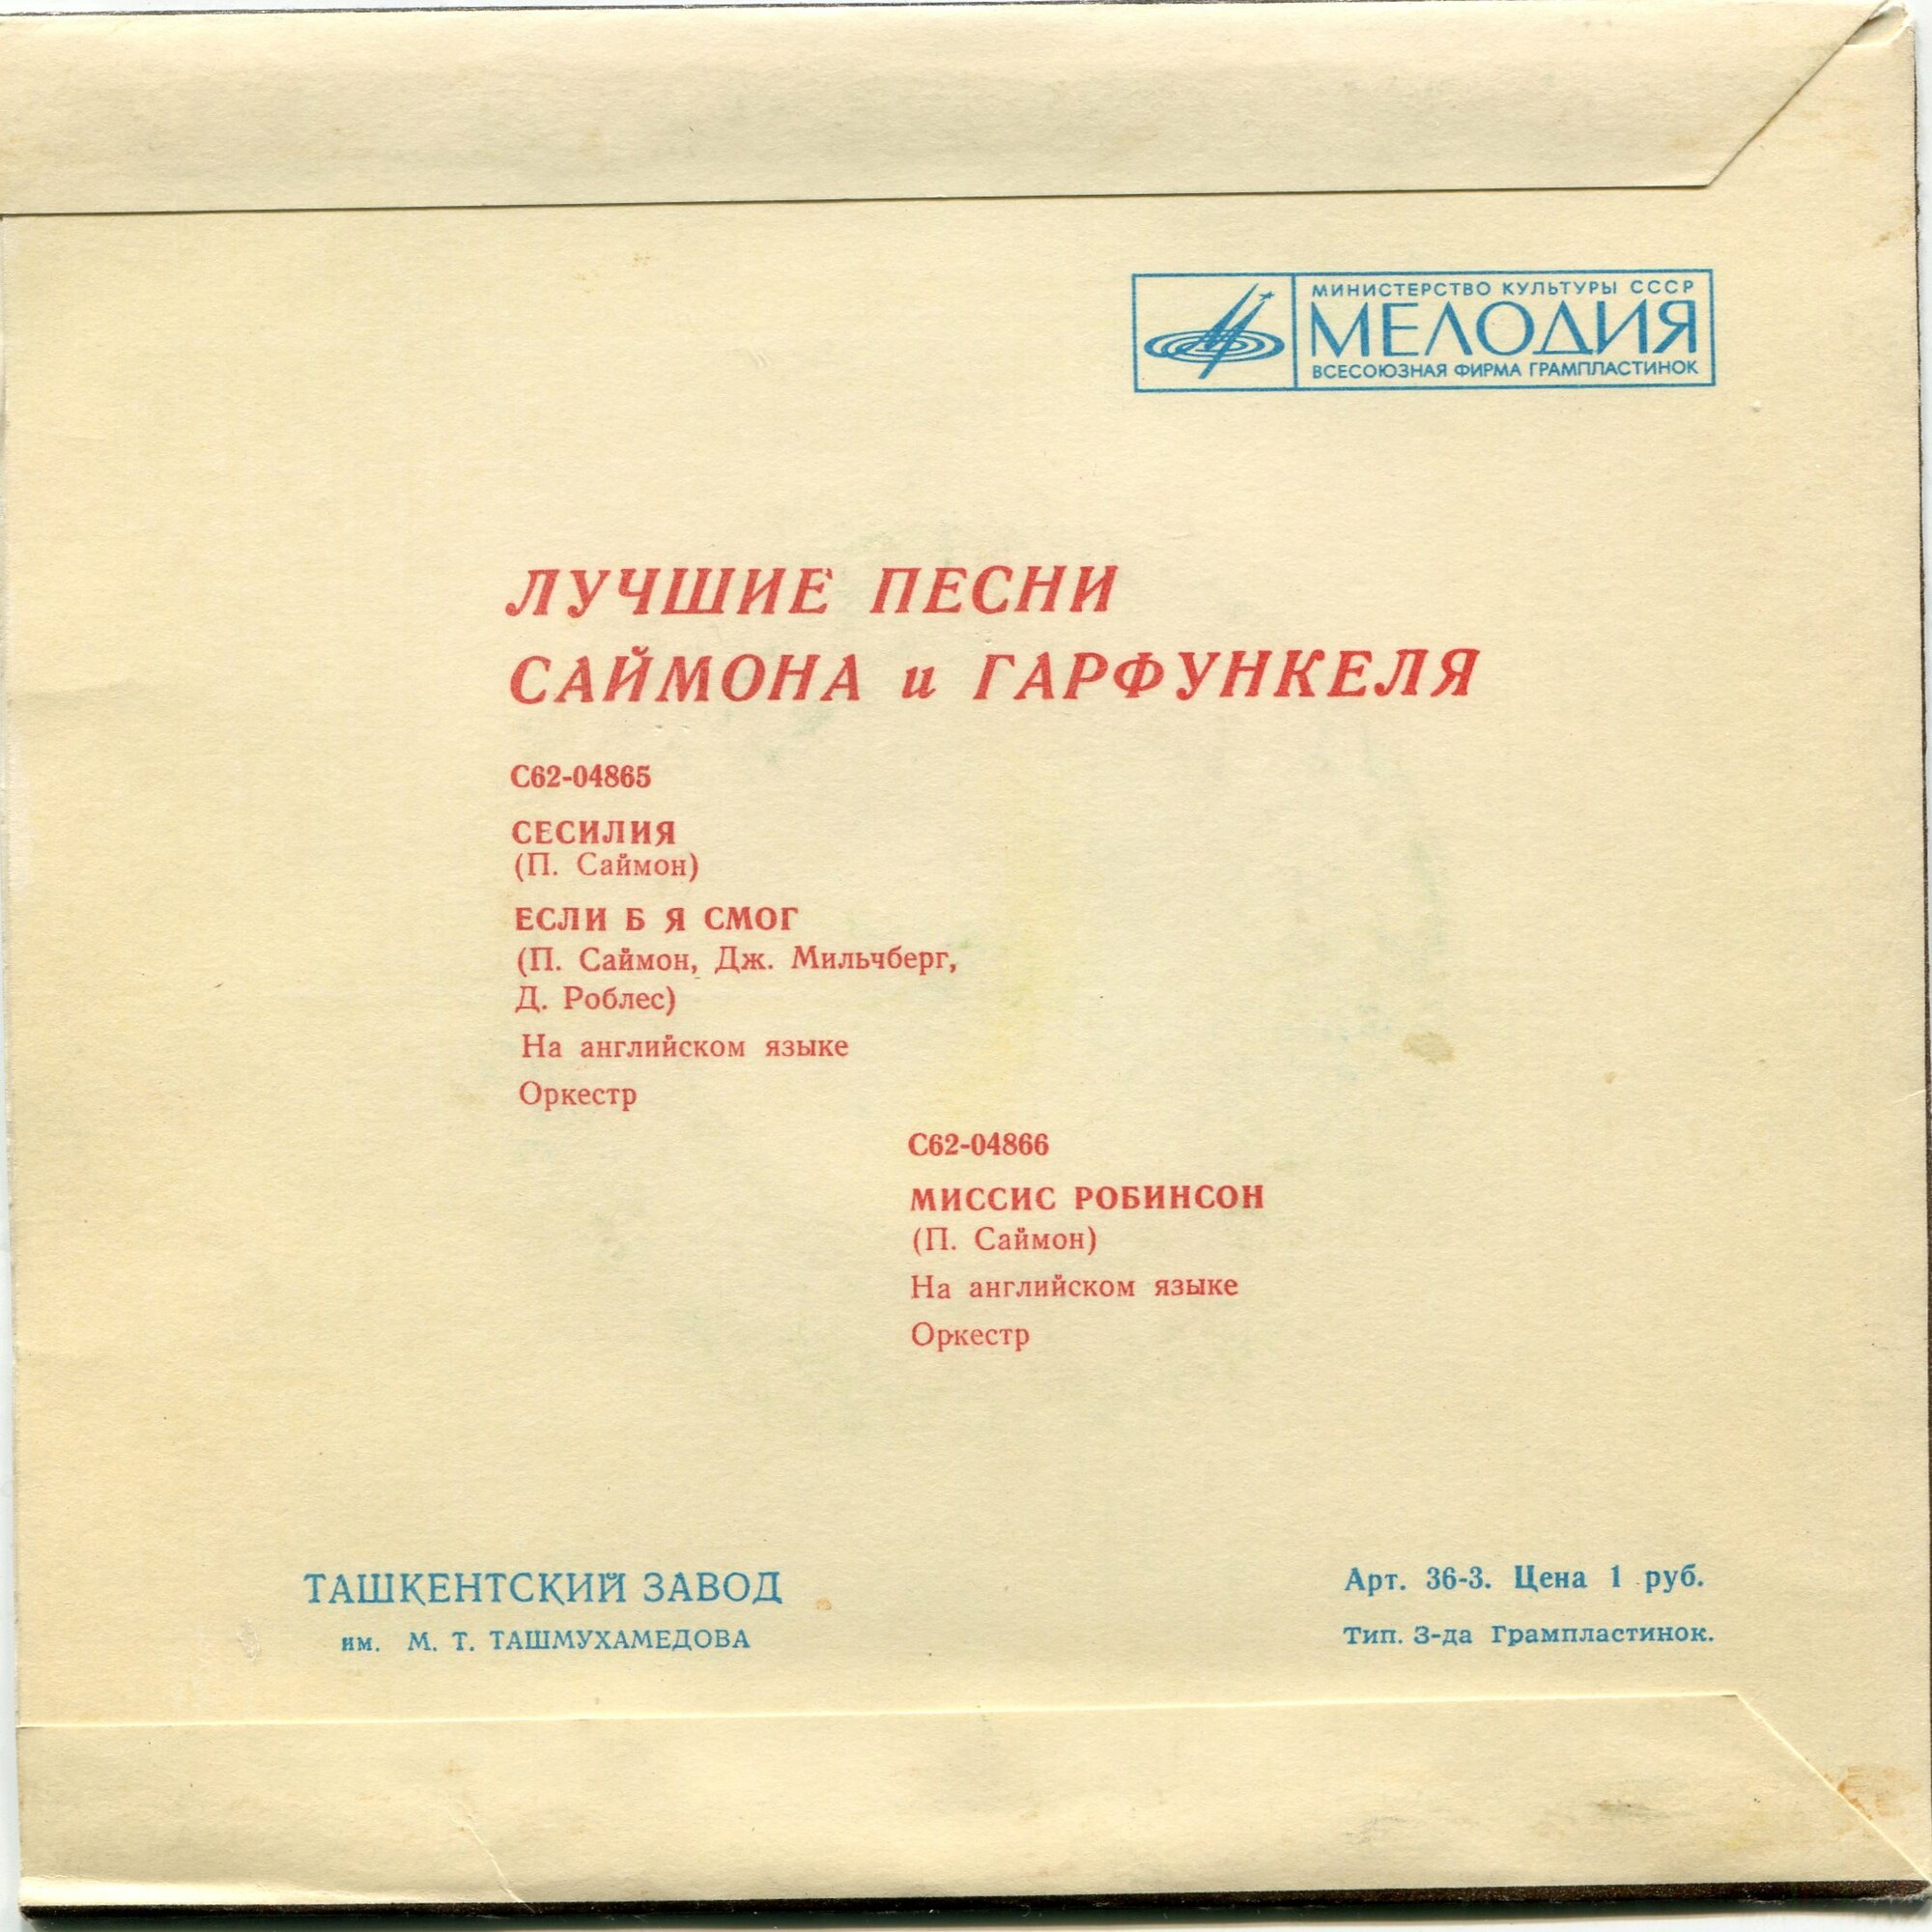 МИНИСТЕРСТВО КУЛЬТУРЫ СССР
МЕЛОДИЯ
ВСЕСОЮЗНАЯ ФИРМА ГРАМПЛАСТИНОК
ЛУЧШИЕ ПЕСНИ
САЙМОНА и ГАРФУНКЕЛЯ
С62-04865
СЕСИЛИЯ
(П. Саймон)
ЕСЛИ Б Я СМОГ
(П. Саймон, Дж. Мильчберг,
Д. Роблес)
На английском языке
Оркестр
С62-04866
МИССИС РОБИНСОН
(П. Саймон)
На английском языке
Оркестр
ТАШКЕНТСКИЙ ЗАВОД
им. М. Т. ТАШМУХАМЕДОВА
Арт. 36-3. Цена 1 руб.
Тип. З-да Грампластинок.